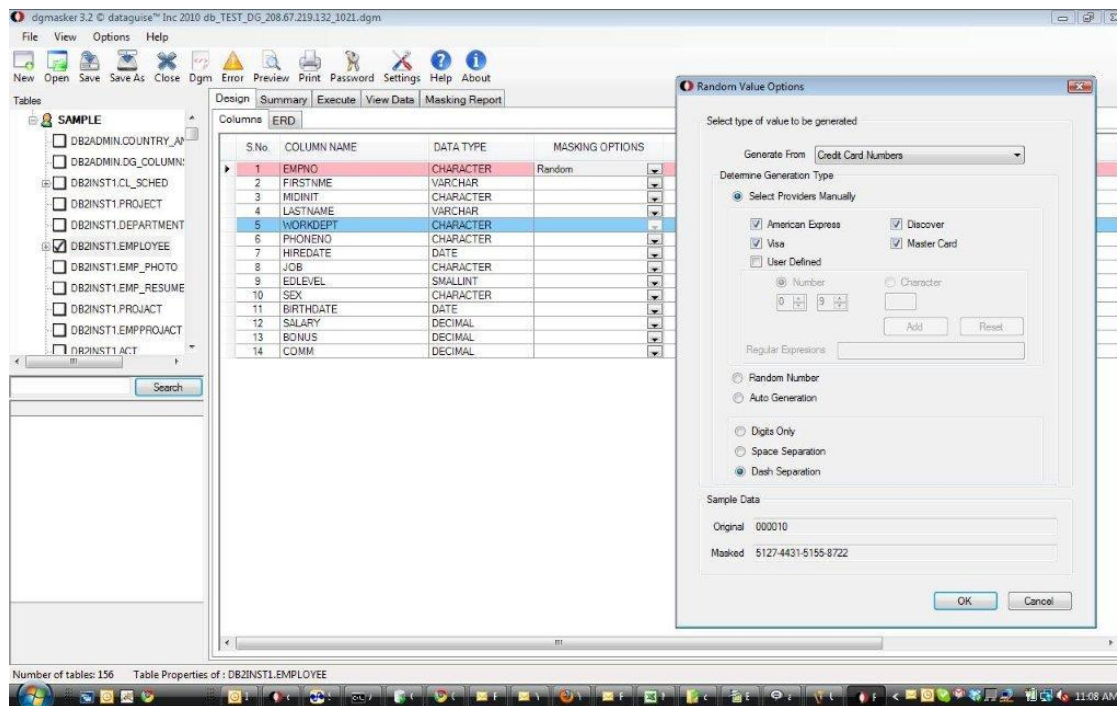 dgmasker 3.2 © dataguise™ Inc 2010 db_TEST_DG_208.67.219.132_1021.dgm
File View Options Help
New Open Save Save As Close Dgm Error Preview Print Password Settings Help About
Tables
SAMPLE
DB2ADMIN.COUNTRY_AN
DB2ADMIN.DG_COLUMN
DB2INST1.CL_SCHED
DB2INST1.PROJECT
DB2INST1.DEPARTMENT
DB2INST1.EMPLOYEE
DB2INST1.EMP_PHOTO
DB2INST1.EMP_RESUME
DB2INST1.PROJACT
DB2INST1.EMPPROJACT
DB2INST1.ACT
Search
Design Summary Execute View Data Masking Report
Columns ERD
S.No. COLUMN NAME DATA TYPE MASKING OPTIONS
1 EMPNO CHARACTER Random
2 FIRSTNME VARCHAR
3 MIDINIT CHARACTER
4 LASTNAME VARCHAR
5 WORKDEPT CHARACTER
6 PHONENO CHARACTER
7 HIREDATE DATE
8 JOB CHARACTER
9 EDLEVEL SMALLINT
10 SEX CHARACTER
11 BIRTHDATE DATE
12 SALARY DECIMAL
13 BONUS DECIMAL
14 COMM DECIMAL
Random Value Options
Select type of value to be generated
Generate From Credit Card Numbers
Determine Generation Type
Select Providers Manually
American Express Discover
Visa Master Card
User Defined
Number Character
0 9
Add Reset
Regular Expresions
Random Number
Auto Generation
Digits Only
Space Separation
Dash Separation
Sample Data
Original 000010
Masked 5127-4431-5155-8722
OK Cancel
Number of tables: 156 Table Properties of : DB2INST1.EMPLOYEE
11:08 AM